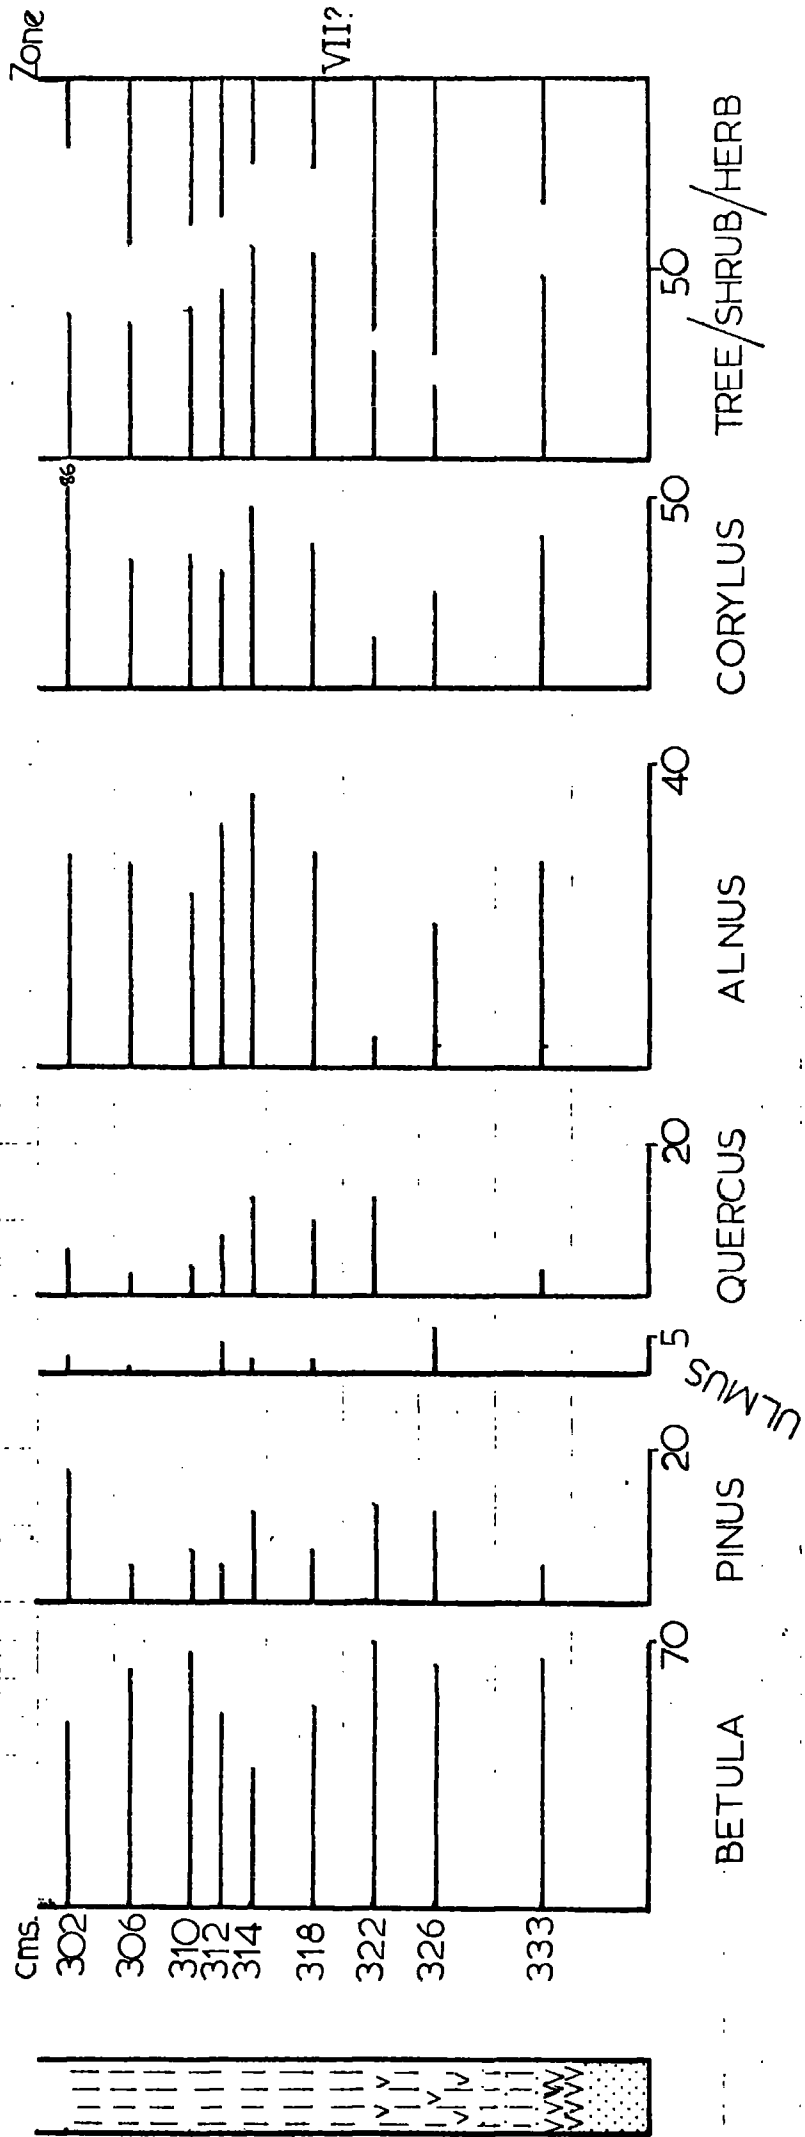 Cms.
Zone
302
306
310
312
314
318
322
326
333
86
VII?
70
20
5
20
40
50
50
BETULA
PINUS
ULMUS
QUERCUS
ALNUS
CORYLUS
TREE/SHRUB/HERB